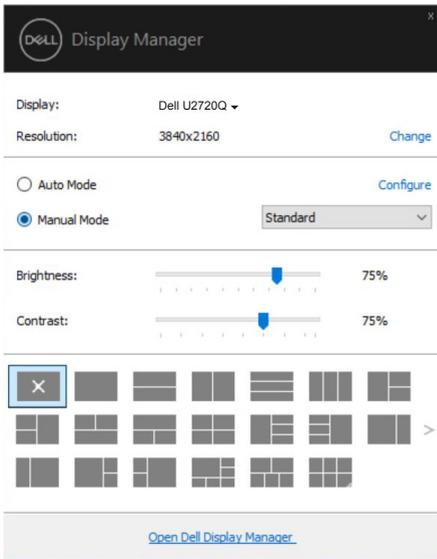 x
DELL Display Manager
Display: Dell U2720Q
Resolution: 3840x2160 Change
Auto Mode Configure
Manual Mode Standard
Brightness: 75%
Contrast: 75%
Open Dell Display Manager